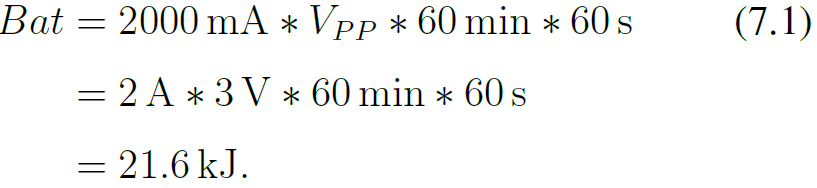 Bat = 2000 mA ∗ V_PP ∗ 60 min ∗ 60 s (7.1)
= 2 A ∗ 3 V ∗ 60 min ∗ 60 s
= 21.6 kJ.